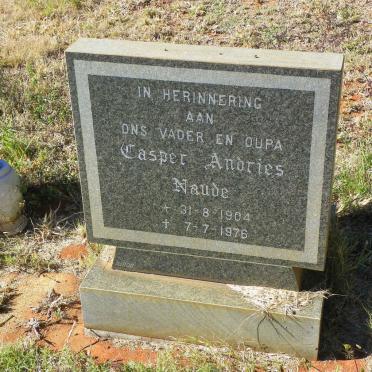 IN HERINNERING
AAN
ONS VADER EN OUPA
Casper Andries
Naude
+ 31-8-1904
+ 7-7-1976